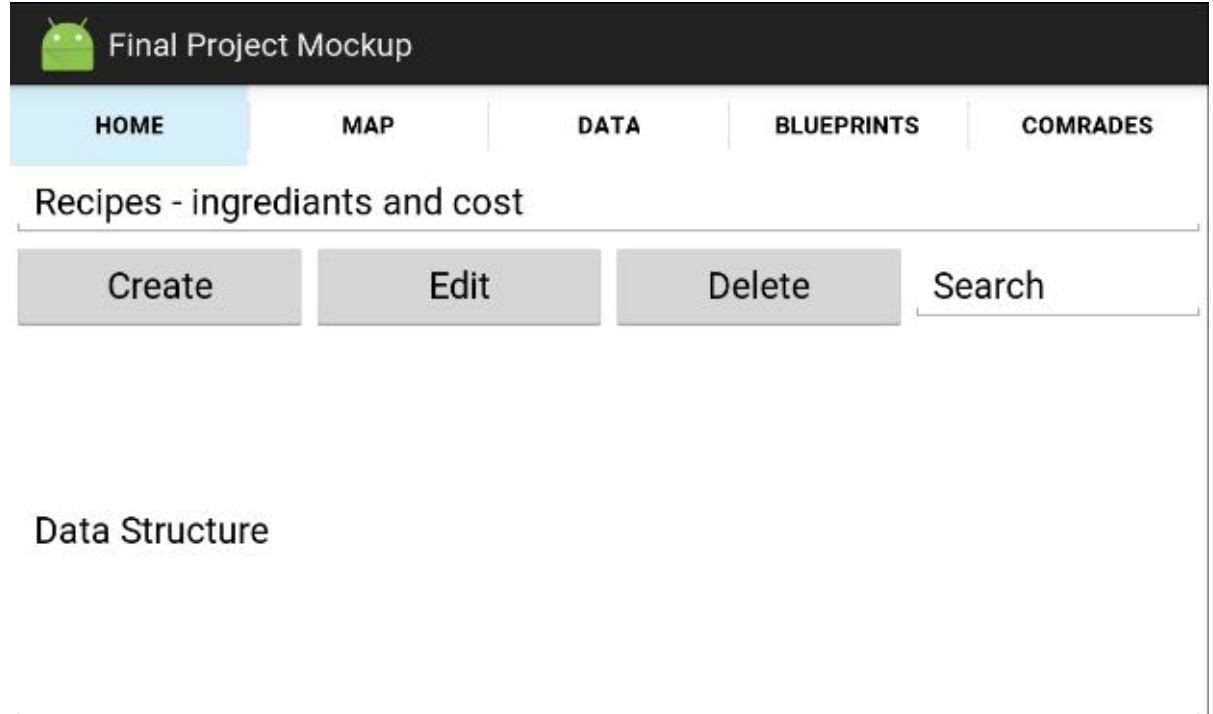 Final Project Mockup
HOME MAP DATA BLUEPRINTS COMRADES
Recipes - ingrediants and cost
Create Edit Delete Search
Data Structure